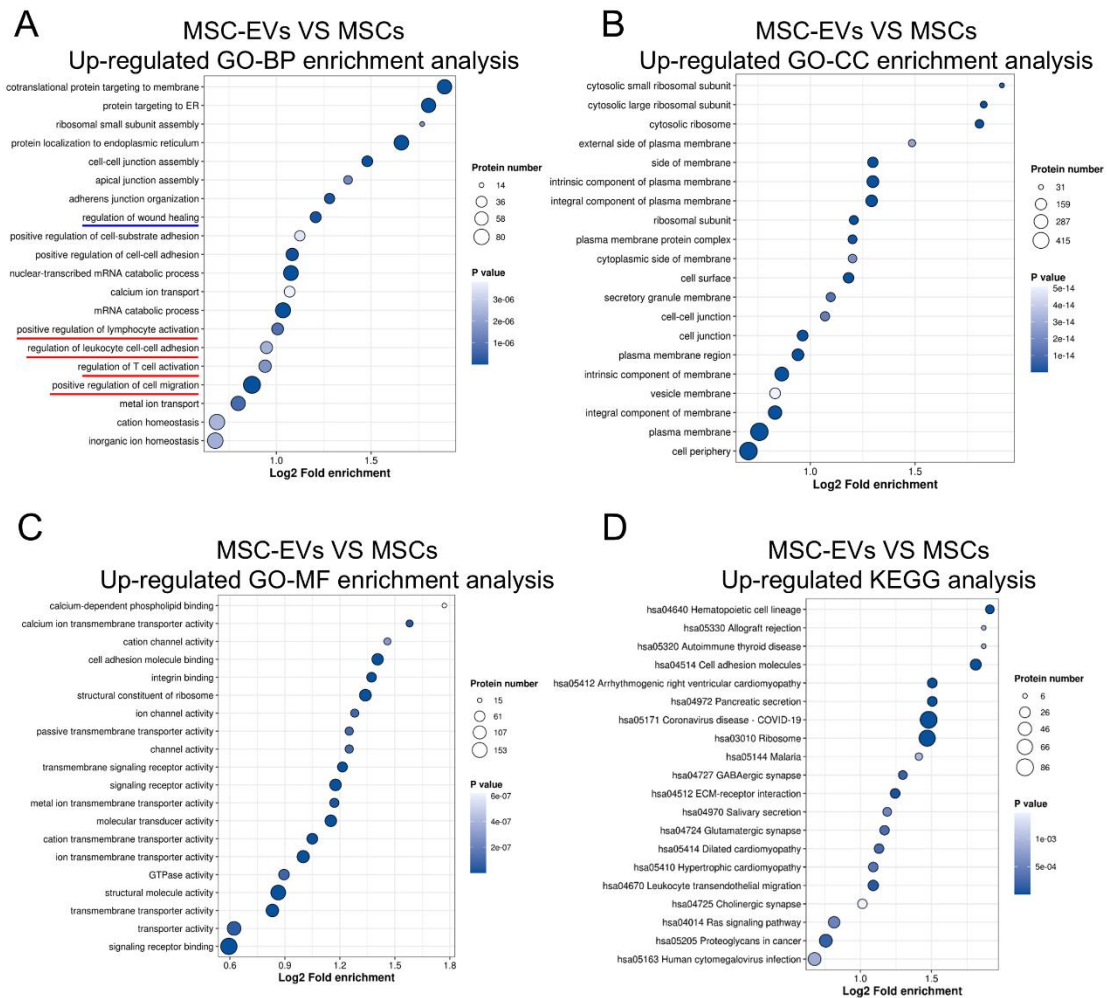 A
MSC-EVs VS MSCs
Up-regulated GO-BP enrichment analysis
cotranslational protein targeting to membrane
protein targeting to ER
ribosomal small subunit assembly
protein localization to endoplasmic reticulum
cell-cell junction assembly
apical junction assembly
adherens junction organization
regulation of wound healing
positive regulation of cell-substrate adhesion
positive regulation of cell-cell adhesion
nuclear-transcribed mRNA catabolic process
calcium ion transport
mRNA catabolic process
positive regulation of lymphocyte activation
regulation of leukocyte cell-cell adhesion
regulation of T cell activation
positive regulation of cell migration
metal ion transport
cation homeostasis
inorganic ion homeostasis
1.0 1.5
Log2 Fold enrichment
Protein number
14
36
58
80
P value
3e-06
2e-06
1e-06
B
MSC-EVs VS MSCs
Up-regulated GO-CC enrichment analysis
cytosolic small ribosomal subunit
cytosolic large ribosomal subunit
cytosolic ribosome
external side of plasma membrane
side of membrane
intrinsic component of plasma membrane
integral component of plasma membrane
ribosomal subunit
plasma membrane protein complex
cytoplasmic side of membrane
cell surface
secretory granule membrane
cell-cell junction
cell junction
plasma membrane region
intrinsic component of membrane
vesicle membrane
integral component of membrane
plasma membrane
cell periphery
1.0 1.5
Log2 Fold enrichment
Protein number
31
159
287
415
P value
5e-14
4e-14
3e-14
2e-14
1e-14
C
MSC-EVs VS MSCs
Up-regulated GO-MF enrichment analysis
calcium-dependent phospholipid binding
calcium ion transmembrane transporter activity
cation channel activity
cell adhesion molecule binding
integrin binding
structural constituent of ribosome
ion channel activity
passive transmembrane transporter activity
channel activity
transmembrane signaling receptor activity
signaling receptor activity
metal ion transmembrane transporter activity
molecular transducer activity
cation transmembrane transporter activity
ion transmembrane transporter activity
GTPase activity
structural molecule activity
transmembrane transporter activity
transporter activity
signaling receptor binding
0.6 0.9 1.2 1.5 1.8
Log2 Fold enrichment
Protein number
15
61
107
153
P value
6e-07
4e-07
2e-07
D
MSC-EVs VS MSCs
Up-regulated KEGG analysis
hsa04640 Hematopoietic cell lineage
hsa05330 Allograft rejection
hsa05320 Autoimmune thyroid disease
hsa04514 Cell adhesion molecules
hsa05412 Arrhythmogenic right ventricular cardiomyopathy
hsa04972 Pancreatic secretion
hsa05171 Coronavirus disease - COVID-19
hsa03010 Ribosome
hsa05144 Malaria
hsa04727 GABAergic synapse
hsa04512 ECM-receptor interaction
hsa04970 Salivary secretion
hsa04724 Glutamatergic synapse
hsa05414 Dilated cardiomyopathy
hsa05410 Hypertrophic cardiomyopathy
hsa04670 Leukocyte transendothelial migration
hsa04725 Cholinergic synapse
hsa04014 Ras signaling pathway
hsa05205 Proteoglycans in cancer
hsa05163 Human cytomegalovirus infection
1.0 1.5
Log2 Fold enrichment
Protein number
6
26
46
66
86
P value
1e-03
5e-04